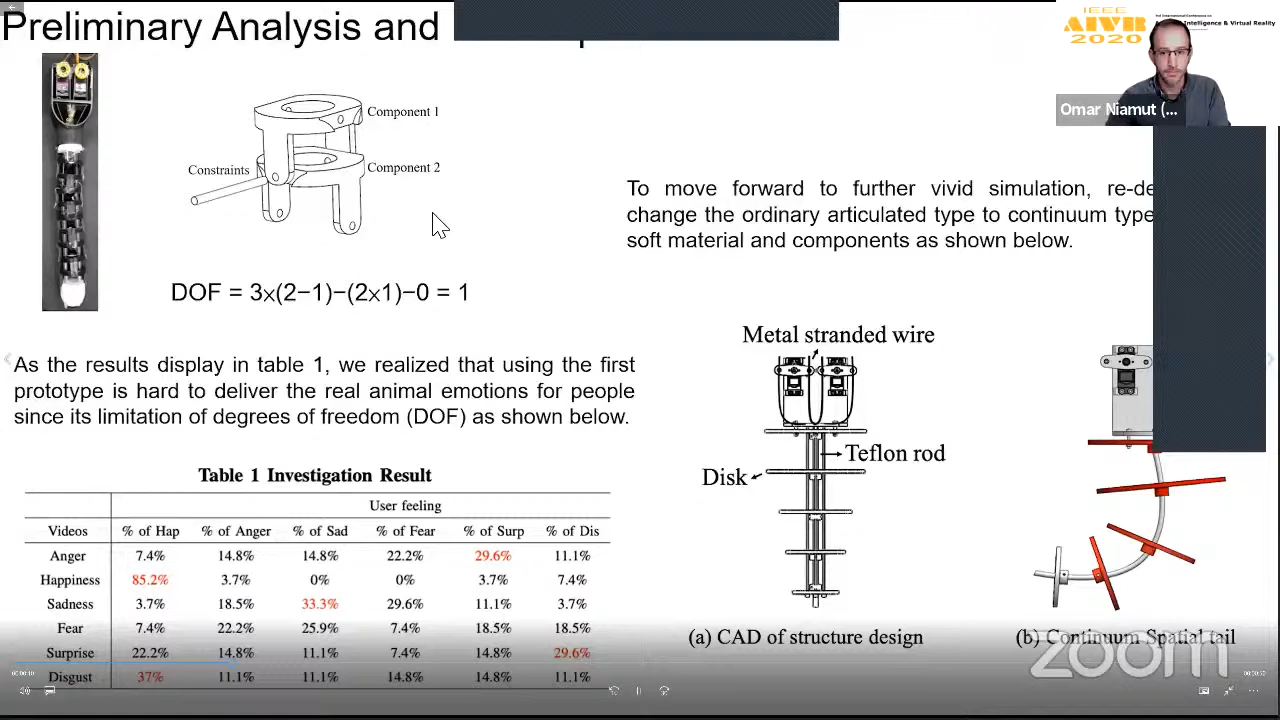 Preliminary Analysis and
IEEE
AIVR
2020
Intelligence & Virtual Reality
Omar Niamut (...
Component 1
Constraints
Component 2
DOF = 3×(2−1)−(2x1)−0 = 1
To move forward to further vivid simulation, re-de
change the ordinary articulated type to continuum type
soft material and components as shown below.
As the results display in table 1, we realized that using the first
prototype is hard to deliver the real animal emotions for people
since its limitation of degrees of freedom (DOF) as shown below.
Table 1 Investigation Result
User feeling
Videos % of Hap % of Anger % of Sad % of Fear % of Surp % of Dis
Anger 7.4% 14.8% 14.8% 22.2% 29.6% 11.1%
Happiness 85.2% 3.7% 0% 0% 3.7% 7.4%
Sadness 3.7% 18.5% 33.3% 29.6% 11.1% 3.7%
Fear 7.4% 22.2% 25.9% 7.4% 18.5% 18.5%
Surprise 22.2% 14.8% 11.1% 7.4% 14.8% 29.6%
Disgust 37% 11.1% 11.1% 14.8% 14.8% 11.1%
Metal stranded wire
Teflon rod
Disk
(a) CAD of structure design
(b) Continuum Spatial tail
zoom